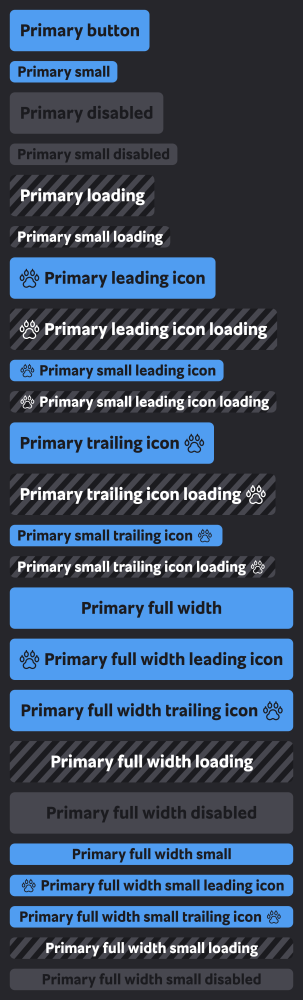 Primary button
Primary small
Primary disabled
Primary small disabled
Primary loading
Primary small loading
Primary leading icon
Primary leading icon loading
Primary small leading icon
Primary small leading icon loading
Primary trailing icon
Primary trailing icon loading
Primary small trailing icon
Primary small trailing icon loading
Primary full width
Primary full width leading icon
Primary full width trailing icon
Primary full width loading
Primary full width disabled
Primary full width small
Primary full width small leading icon
Primary full width small trailing icon
Primary full width small loading
Primary full width small disabled